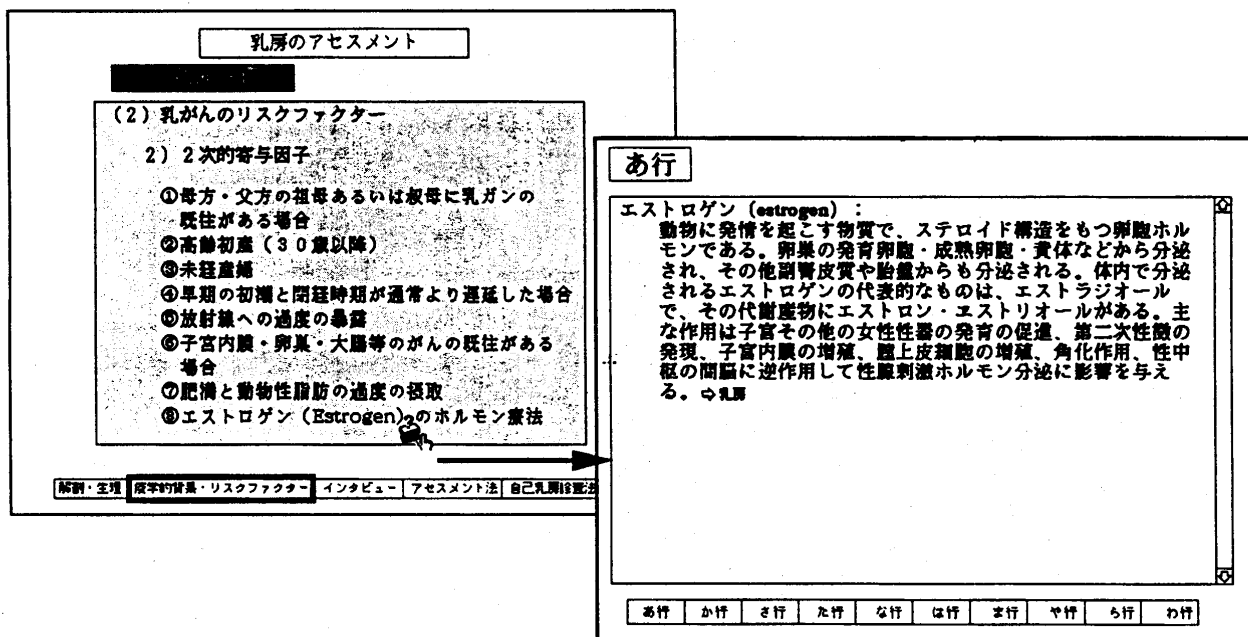 乳房のアセスメント
(2)乳がんのリスクファクター
2)2次的寄与因子
①母方・父方の祖母あるいは叔母に乳ガンの
既往がある場合
②高齢初産(30歳以降)
③未経産婦
④早期の初潮と閉経時期が通常より遅延した場合
⑤放射線への過度の暴露
⑥子宮内膜・卵巣・大腸等のがんの既往がある
場合
⑦肥満と動物性脂肪の過度の摂取
⑧エストロゲン(Estrogen)のホルモン療法
解剖・生理 疫学的背景・リスクファクター インタビュー アセスメント法 自己乳房診査法
あ行
エストロゲン(estrogen):
動物に発情を起こす物質で、ステロイド構造をもつ卵胞ホル
モンである。卵巣の発育卵胞・成熟卵胞・黄体などから分泌
され、その他副腎皮質や胎盤からも分泌される。体内で分泌
されるエストロゲンの代表的なものは、エストラジオール
で、その代謝産物にエストロン・エストリオールがある。主
な作用は子宮その他の女性性器の発育の促進、第二次性徴の
発現、子宮内膜の増殖、膣上皮細胞の増殖、角化作用、性中
枢の間脳に逆作用して性腺刺激ホルモン分泌に影響を与え
る。⇨乳房
あ行 か行 さ行 た行 な行 は行 ま行 や行 ら行 わ行